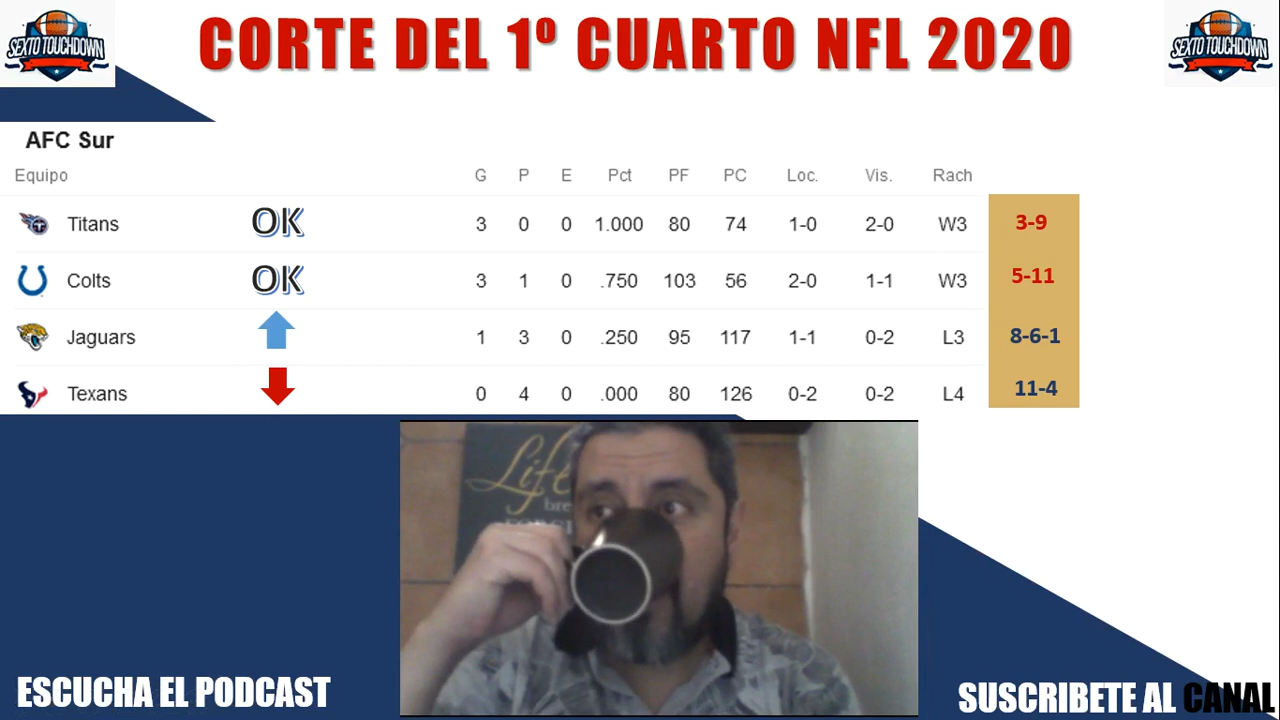 SEXTO TOUCHDOWN
CORTE DEL 1º CUARTO NFL 2020
SEXTO TOUCHDOWN
AFC Sur
Equipo G P E Pct PF PC Loc. Vis. Rach
Titans OK 3 0 0 1.000 80 74 1-0 2-0 W3 3-9
Colts OK 3 1 0 .750 103 56 2-0 1-1 W3 5-11
Jaguars 1 3 0 .250 95 117 1-1 0-2 L3 8-6-1
Texans 0 4 0 .000 80 126 0-2 0-2 L4 11-4
Life
bre
ESCUCHA EL PODCAST
SUSCRIBETE AL CANAL